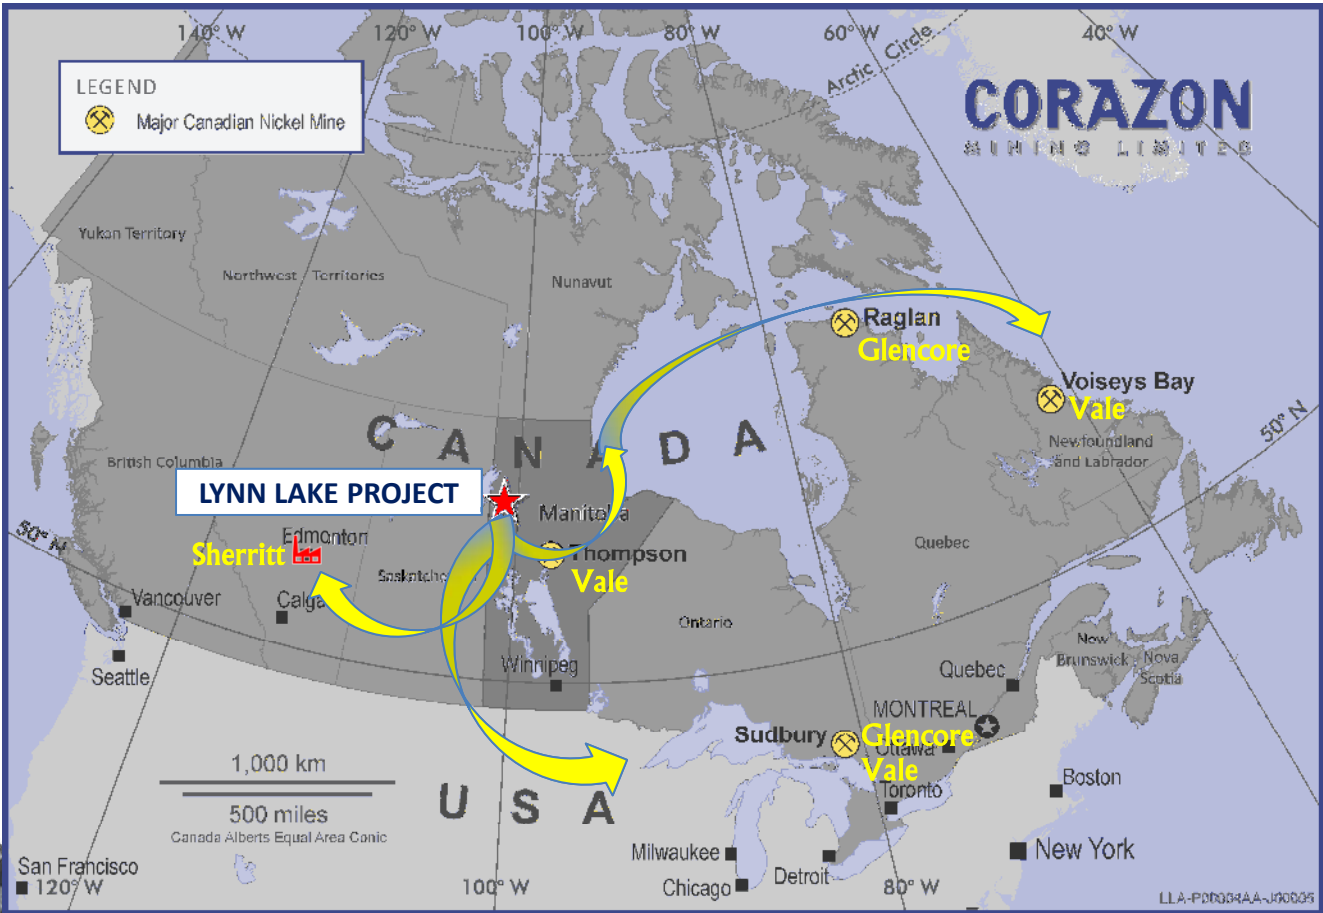 140° W
120° W
100° W
80° W
60° W
40° W
Arctic Circle
LEGEND
Major Canadian Nickel Mine
CORAZON
MINING LIMITED
Yukon Territory
Northwest Territories
Nunavut
Raglan
Glencore
Voiseys Bay
Vale
50° N
Newfoundland
and Labrador
CANADA
British Columbia
LYNN LAKE PROJECT
Manitoba
50° N
Edmonton
Sherritt
Thompson
Vale
Quebec
Vancouver
Calga
Saskatche
Ontario
Seattle
Winnipeg
New
Brunswick
Nova
Scotia
Quebec
MONTREAL
Sudbury
Glencore
Ottawa
Vale
Toronto
1,000 km
500 miles
Canada Alberts Equal Area Conic
USA
Boston
Milwaukee
New York
Detroit
Chicago
San Francisco
120° W
100° W
80° W